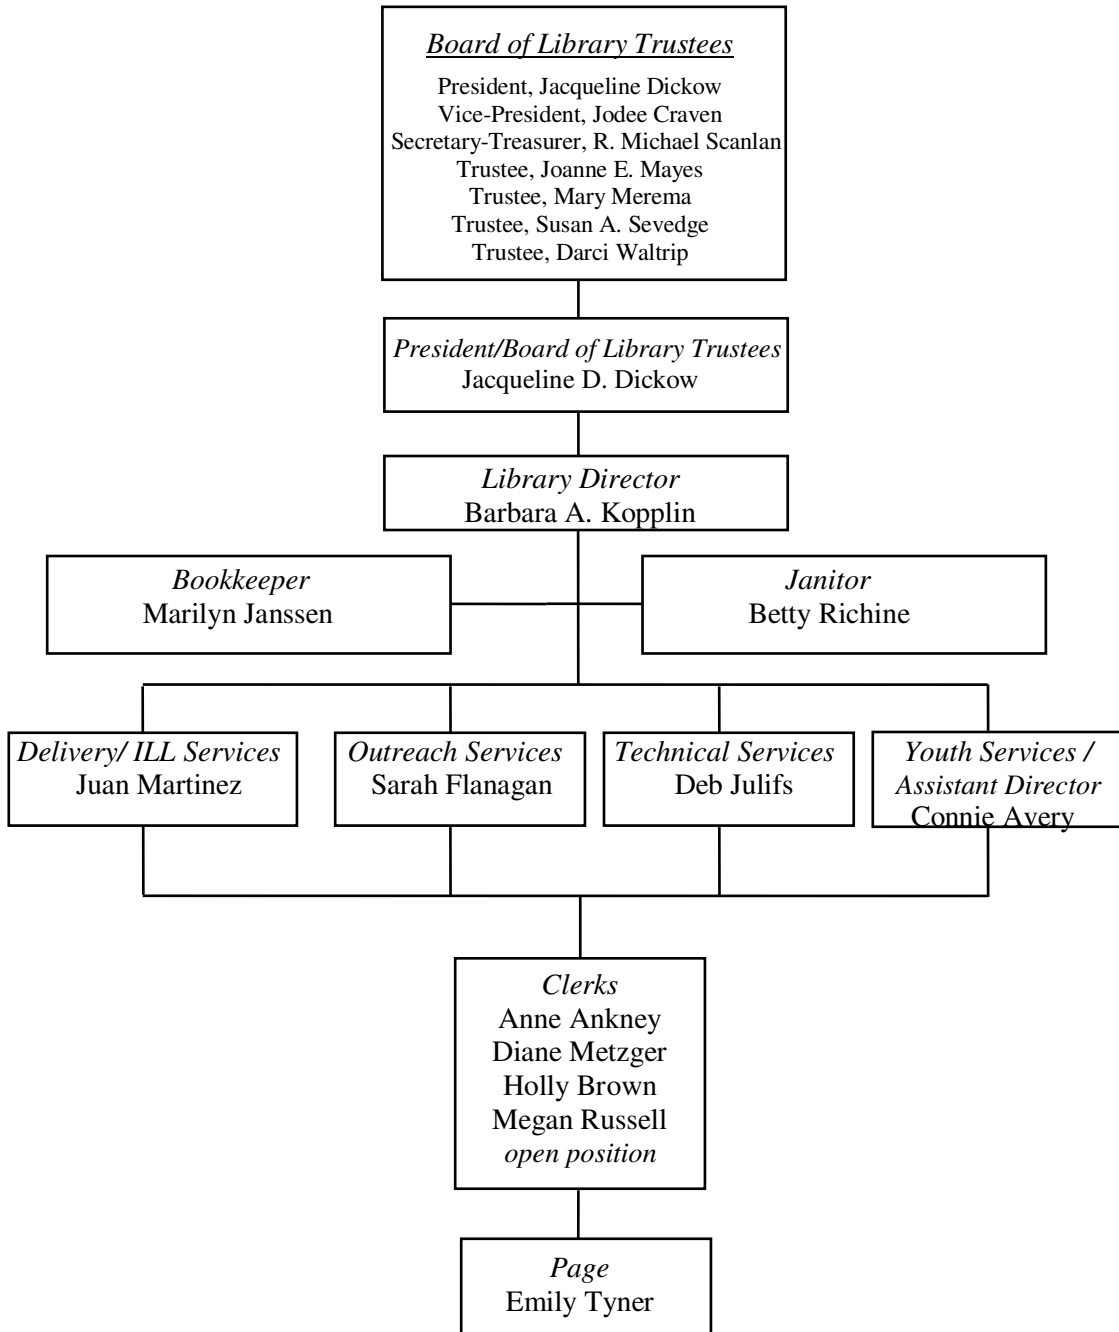 Board of Library Trustees
President, Jacqueline Dickow
Vice-President, Jodee Craven
Secretary-Treasurer, R. Michael Scanlan
Trustee, Joanne E. Mayes
Trustee, Mary Merema
Trustee, Susan A. Sevedge
Trustee, Darci Waltrip
President/Board of Library Trustees
Jacqueline D. Dickow
Library Director
Barbara A. Kopplin
Bookkeeper
Marilyn Janssen
Janitor
Betty Richine
Delivery/ ILL Services
Juan Martinez
Outreach Services
Sarah Flanagan
Technical Services
Deb Julifs
Youth Services /
Assistant Director
Connie Avery
Clerks
Anne Ankney
Diane Metzger
Holly Brown
Megan Russell
open position
Page
Emily Tyner